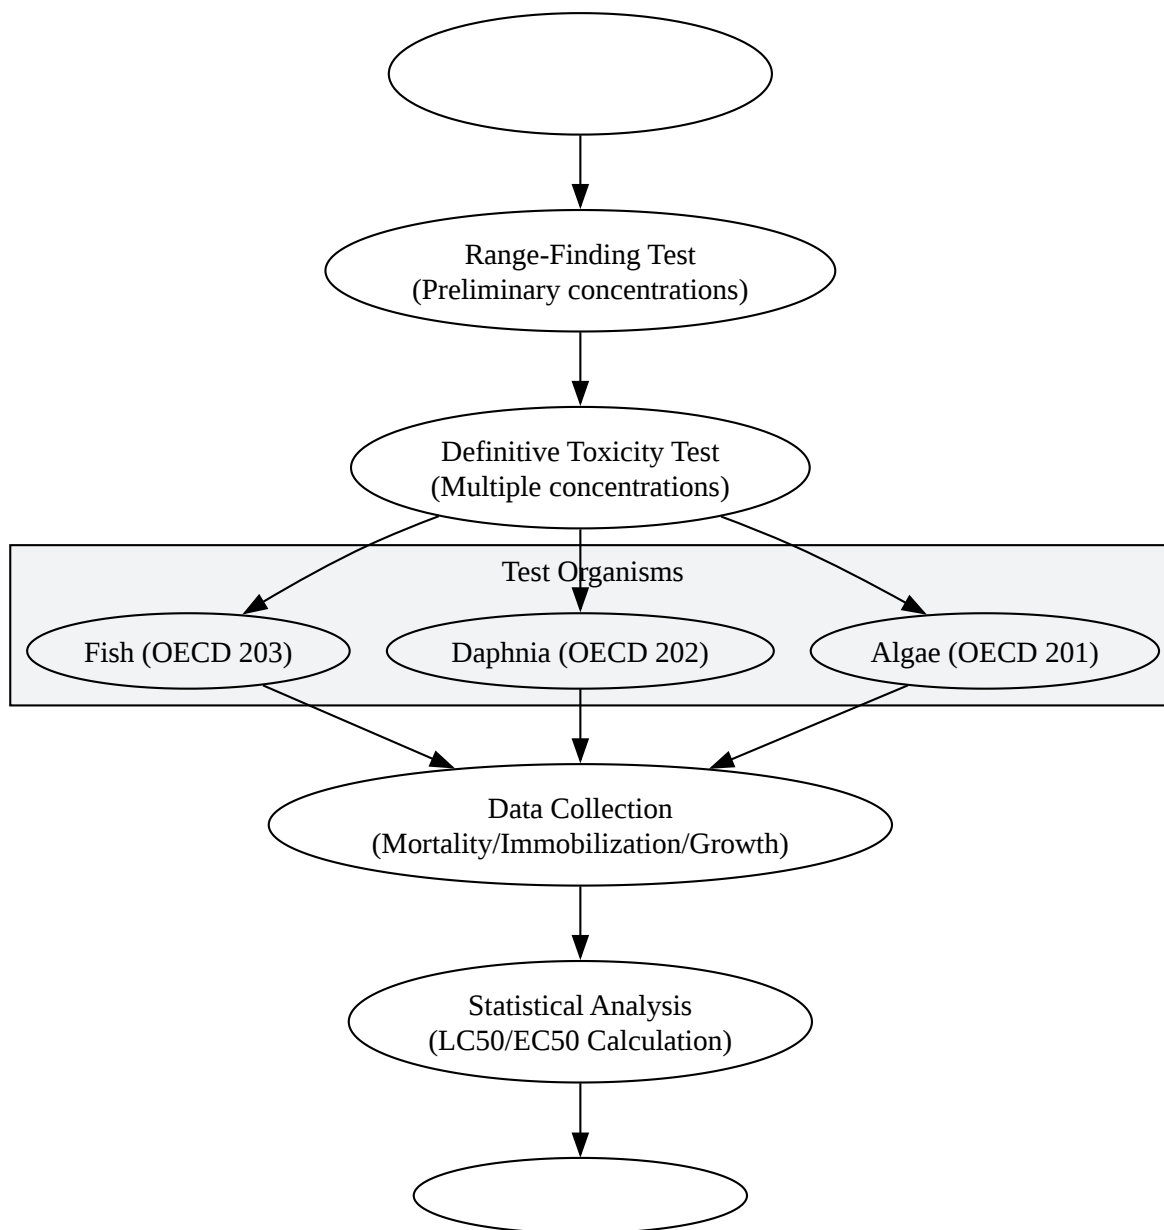 Range-Finding Test
(Preliminary concentrations)
Definitive Toxicity Test
(Multiple concentrations)
Test Organisms
Fish (OECD 203)
Daphnia (OECD 202)
Algae (OECD 201)
Data Collection
(Mortality/Immobilization/Growth)
Statistical Analysis
(LC50/EC50 Calculation)